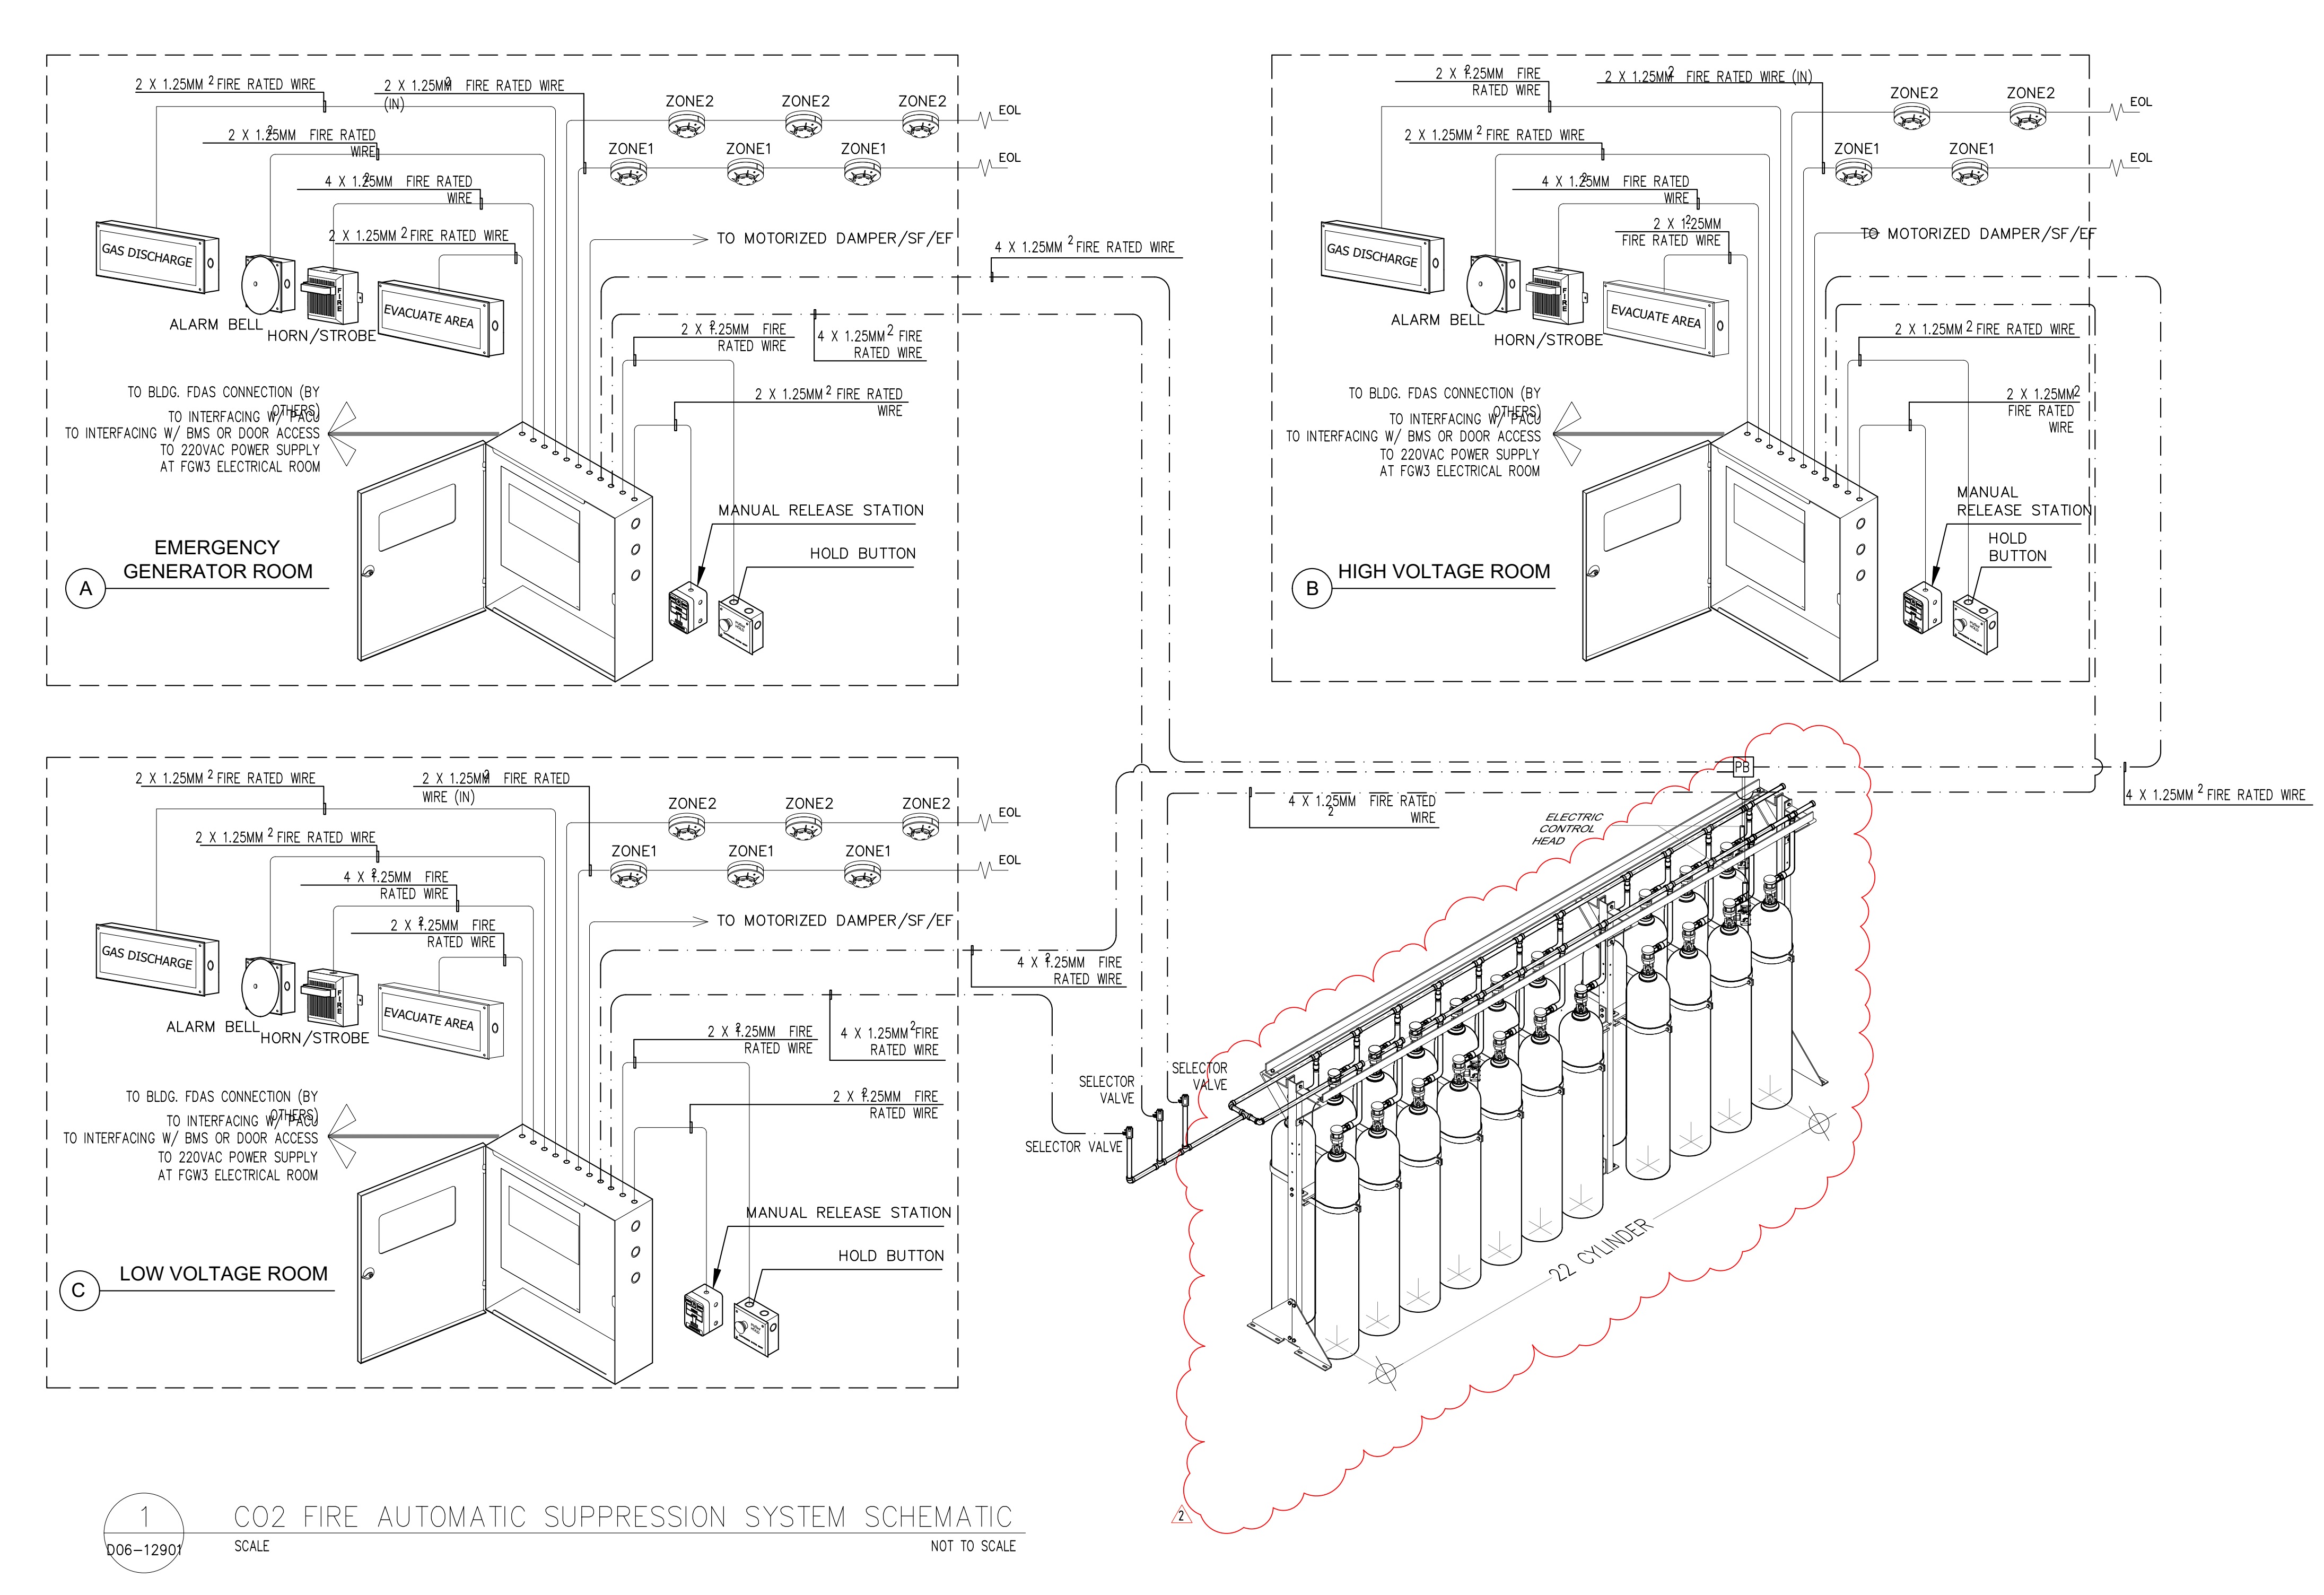 2 X 1.25MM 2 FIRE RATED WIRE
2 X 1.25MM 2 FIRE RATED WIRE
(IN)
2 X 1.25MM 2 FIRE RATED
WIRE
4 X 1.25MM 2 FIRE RATED
WIRE
2 X 1.25MM 2 FIRE RATED WIRE
ZONE2
ZONE2
ZONE2
EOL
ZONE1
ZONE1
ZONE1
EOL
TO MOTORIZED DAMPER/SF/EF
4 X 1.25MM 2 FIRE RATED WIRE
GAS DISCHARGE
ALARM BELL
FIRE
HORN/STROBE
EVACUATE AREA
2 X 1.25MM 2 FIRE
RATED WIRE
4 X 1.25MM 2 FIRE
RATED WIRE
2 X 1.25MM 2 FIRE RATED
WIRE
TO BLDG. FDAS CONNECTION (BY
OTHERS)
TO INTERFACING W/ PACU
TO INTERFACING W/ BMS OR DOOR ACCESS
TO 220VAC POWER SUPPLY
AT FGW3 ELECTRICAL ROOM
MANUAL RELEASE STATION
HOLD BUTTON
EMERGENCY
GENERATOR ROOM
A
2 X 1.25MM 2 FIRE
RATED WIRE
2 X 1.25MM 2 FIRE RATED WIRE (IN)
2 X 1.25MM 2 FIRE RATED WIRE
4 X 1.25MM 2 FIRE RATED
WIRE
2 X 1.25MM 2
FIRE RATED WIRE
ZONE2
ZONE2
EOL
ZONE1
ZONE1
EOL
TO MOTORIZED DAMPER/SF/EF
GAS DISCHARGE
ALARM BELL
FIRE
HORN/STROBE
EVACUATE AREA
2 X 1.25MM 2 FIRE RATED WIRE
2 X 1.25MM 2
FIRE RATED
WIRE
TO BLDG. FDAS CONNECTION (BY
OTHERS)
TO INTERFACING W/ PACU
TO INTERFACING W/ BMS OR DOOR ACCESS
TO 220VAC POWER SUPPLY
AT FGW3 ELECTRICAL ROOM
MANUAL
RELEASE STATION
HOLD
BUTTON
B
HIGH VOLTAGE ROOM
2 X 1.25MM 2 FIRE RATED WIRE
2 X 1.25MM 2 FIRE RATED
WIRE (IN)
2 X 1.25MM 2 FIRE RATED WIRE
4 X 1.25MM 2 FIRE
RATED WIRE
2 X 1.25MM 2 FIRE
RATED WIRE
ZONE2
ZONE2
ZONE2
EOL
ZONE1
ZONE1
ZONE1
EOL
TO MOTORIZED DAMPER/SF/EF
4 X 1.25MM 2 FIRE
RATED WIRE
GAS DISCHARGE
ALARM BELL
FIRE
HORN/STROBE
EVACUATE AREA
2 X 1.25MM 2 FIRE
RATED WIRE
4 X 1.25MM 2 FIRE
RATED WIRE
2 X 1.25MM 2 FIRE
RATED WIRE
TO BLDG. FDAS CONNECTION (BY
OTHERS)
TO INTERFACING W/ PACU
TO INTERFACING W/ BMS OR DOOR ACCESS
TO 220VAC POWER SUPPLY
AT FGW3 ELECTRICAL ROOM
MANUAL RELEASE STATION
HOLD BUTTON
C
LOW VOLTAGE ROOM
PB
4 X 1.25MM 2 FIRE RATED
WIRE
4 X 1.25MM 2 FIRE RATED WIRE
ELECTRIC
CONTROL
HEAD
SELECTOR
VALVE
SELECTOR
VALVE
SELECTOR VALVE
22 CYLINDER
2
1
D06-12901
CO2 FIRE AUTOMATIC SUPPRESSION SYSTEM SCHEMATIC
SCALE
NOT TO SCALE